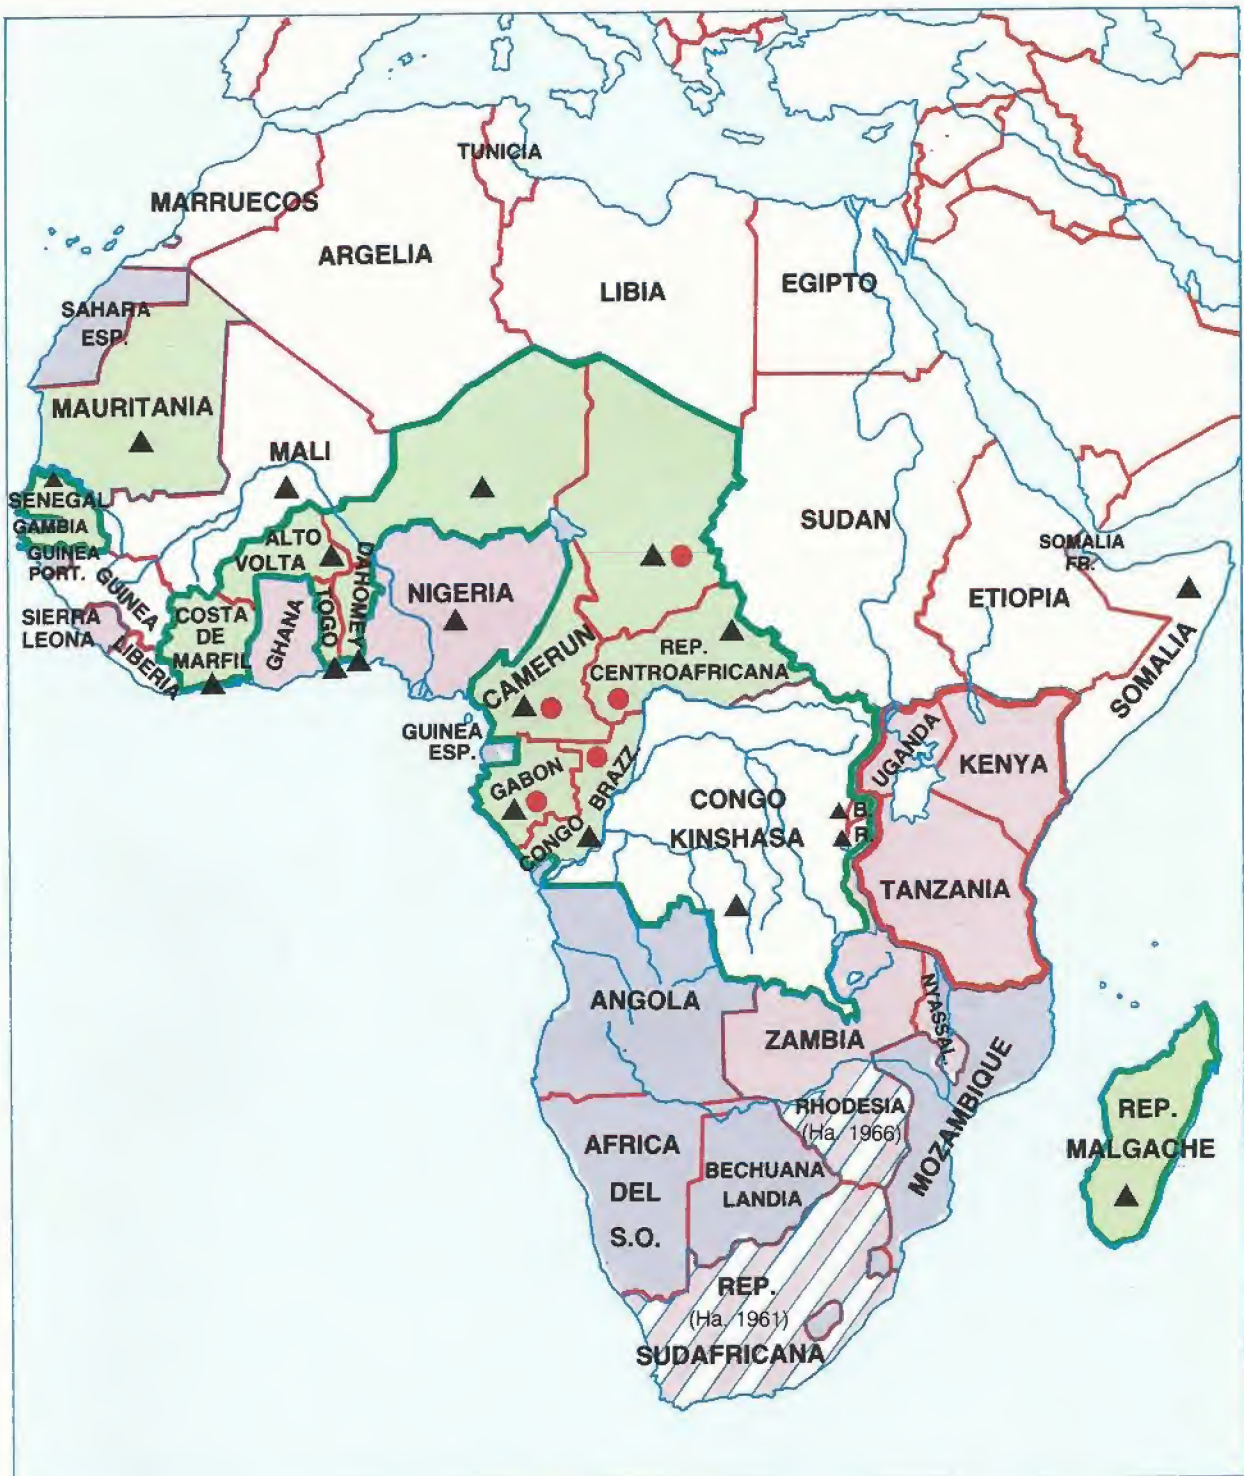 TUNICIA
MARRUECOS
ARGELIA
LIBIA
EGIPTO
SAHARA
ESP.
MAURITANIA
MALI
SENEGAL
GAMBIA
GUINEA
PORT.
GUINEA
SIERRA
LEONA
LIBERIA
COSTA
DE
MARFIL
ALTO
VOLTA
GHANA
TOGO
DAHOMEY
NIGERIA
CAMERUN
REP.
CENTROAFRICANA
SUDAN
SOMALIA
FR.
ETIOPIA
SOMALIA
GUINEA
ESP.
GABON
CONGO
BRAZZ.
CONGO
KINSHASA
B.
R.
UGANDA
KENYA
TANZANIA
ANGOLA
ZAMBIA
NYASSAL.
MOZAMBIQUE
RHODESIA
(Ha. 1966)
AFRICA
DEL
S.O.
BECHUANA
LANDIA
REP.
(Ha. 1961)
SUDAFRICANA
REP.
MALGACHE